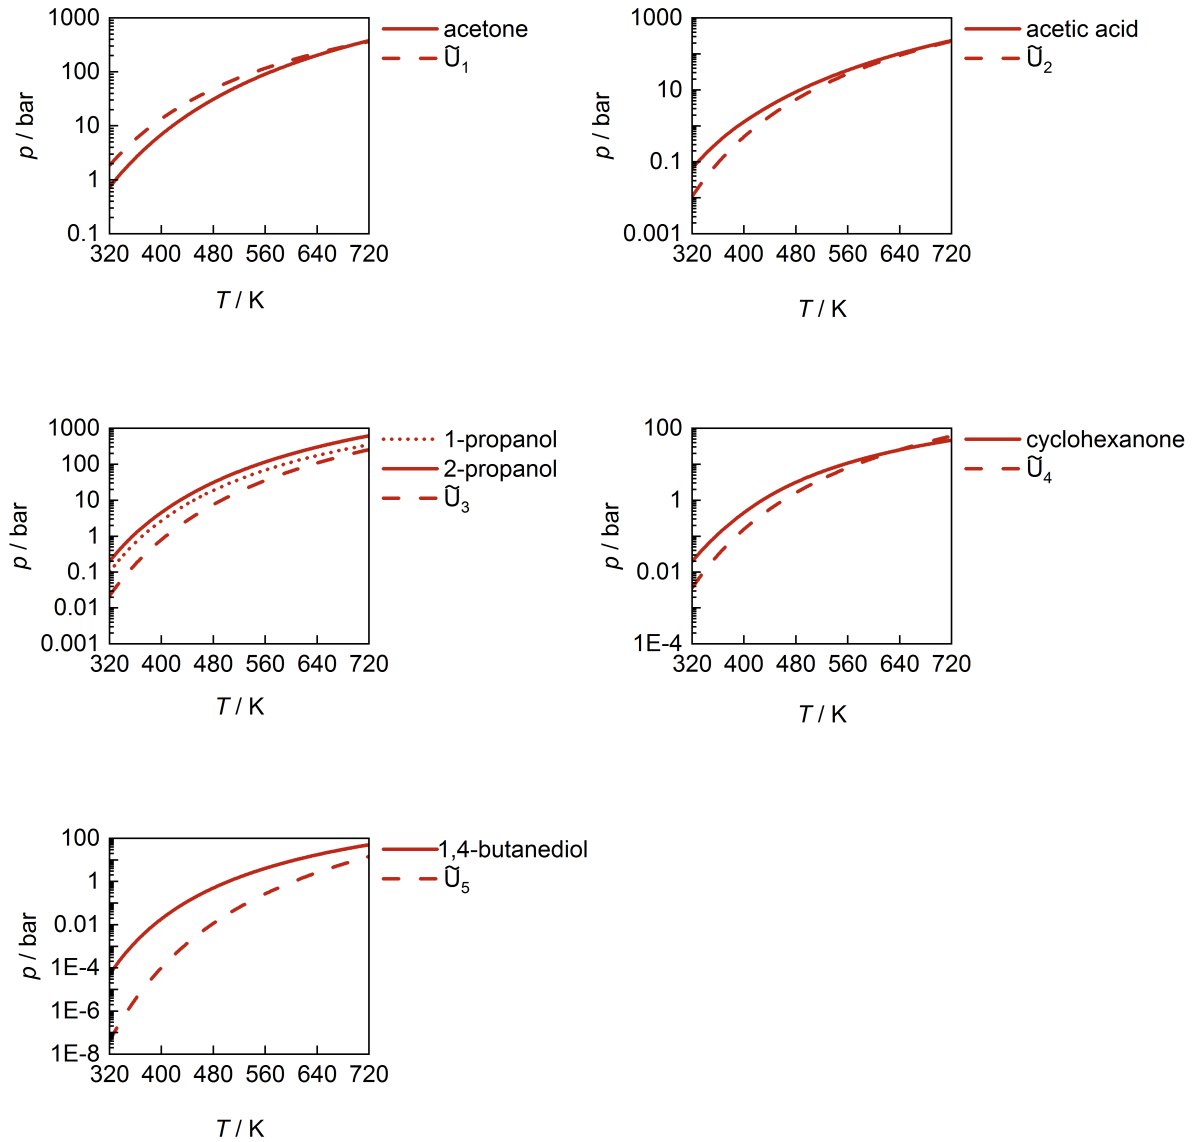 1000
100
10
1
0.1
320 400 480 560 640 720
p / bar
T / K
acetone
Ũ1
1000
10
0.1
0.001
320 400 480 560 640 720
p / bar
T / K
acetic acid
Ũ2
1000
100
10
1
0.1
0.01
0.001
320 400 480 560 640 720
p / bar
T / K
1-propanol
2-propanol
Ũ3
100
1
0.01
1E-4
320 400 480 560 640 720
p / bar
T / K
cyclohexanone
Ũ4
100
1
0.01
1E-4
1E-6
1E-8
320 400 480 560 640 720
p / bar
T / K
1,4-butanediol
Ũ5